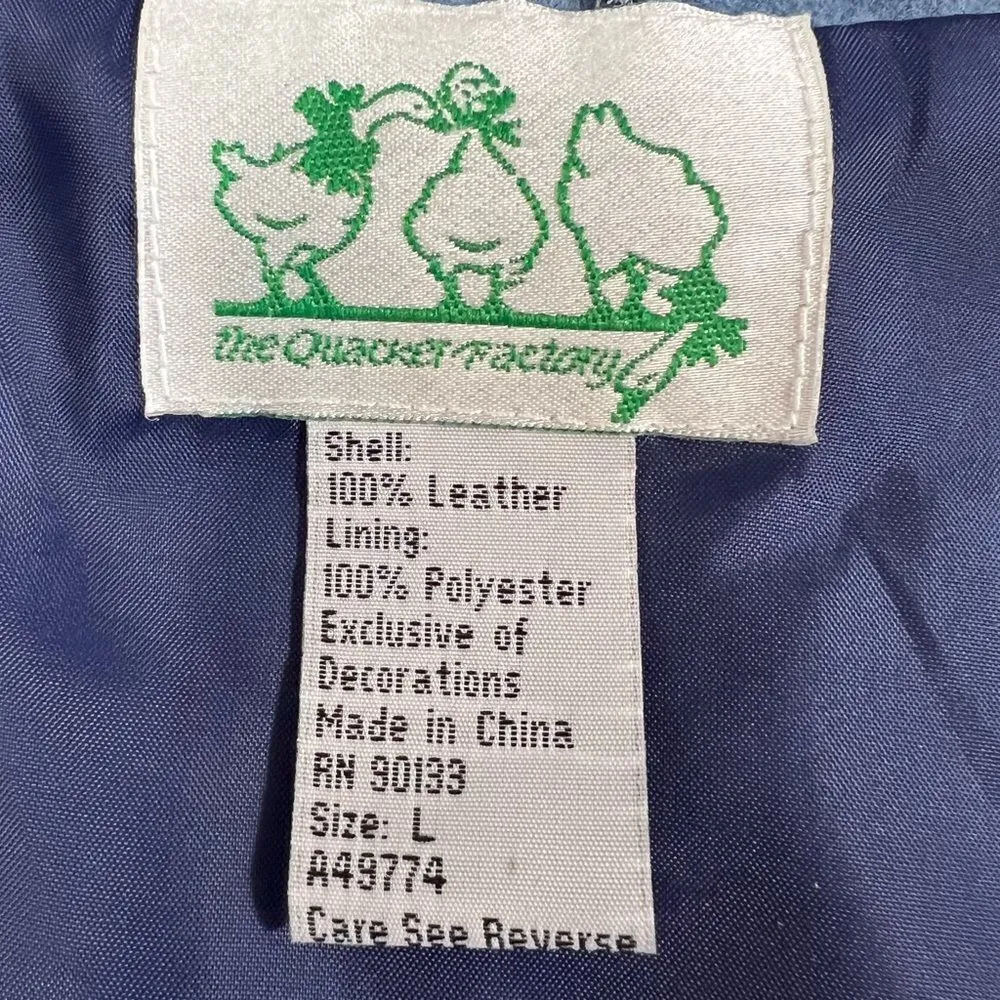 the Quacker Factory
Shell:
100% Leather
Lining:
100% Polyester
Exclusive of
Decorations
Made in China
RN 90133
Size: L
A49774
Care See Reverse